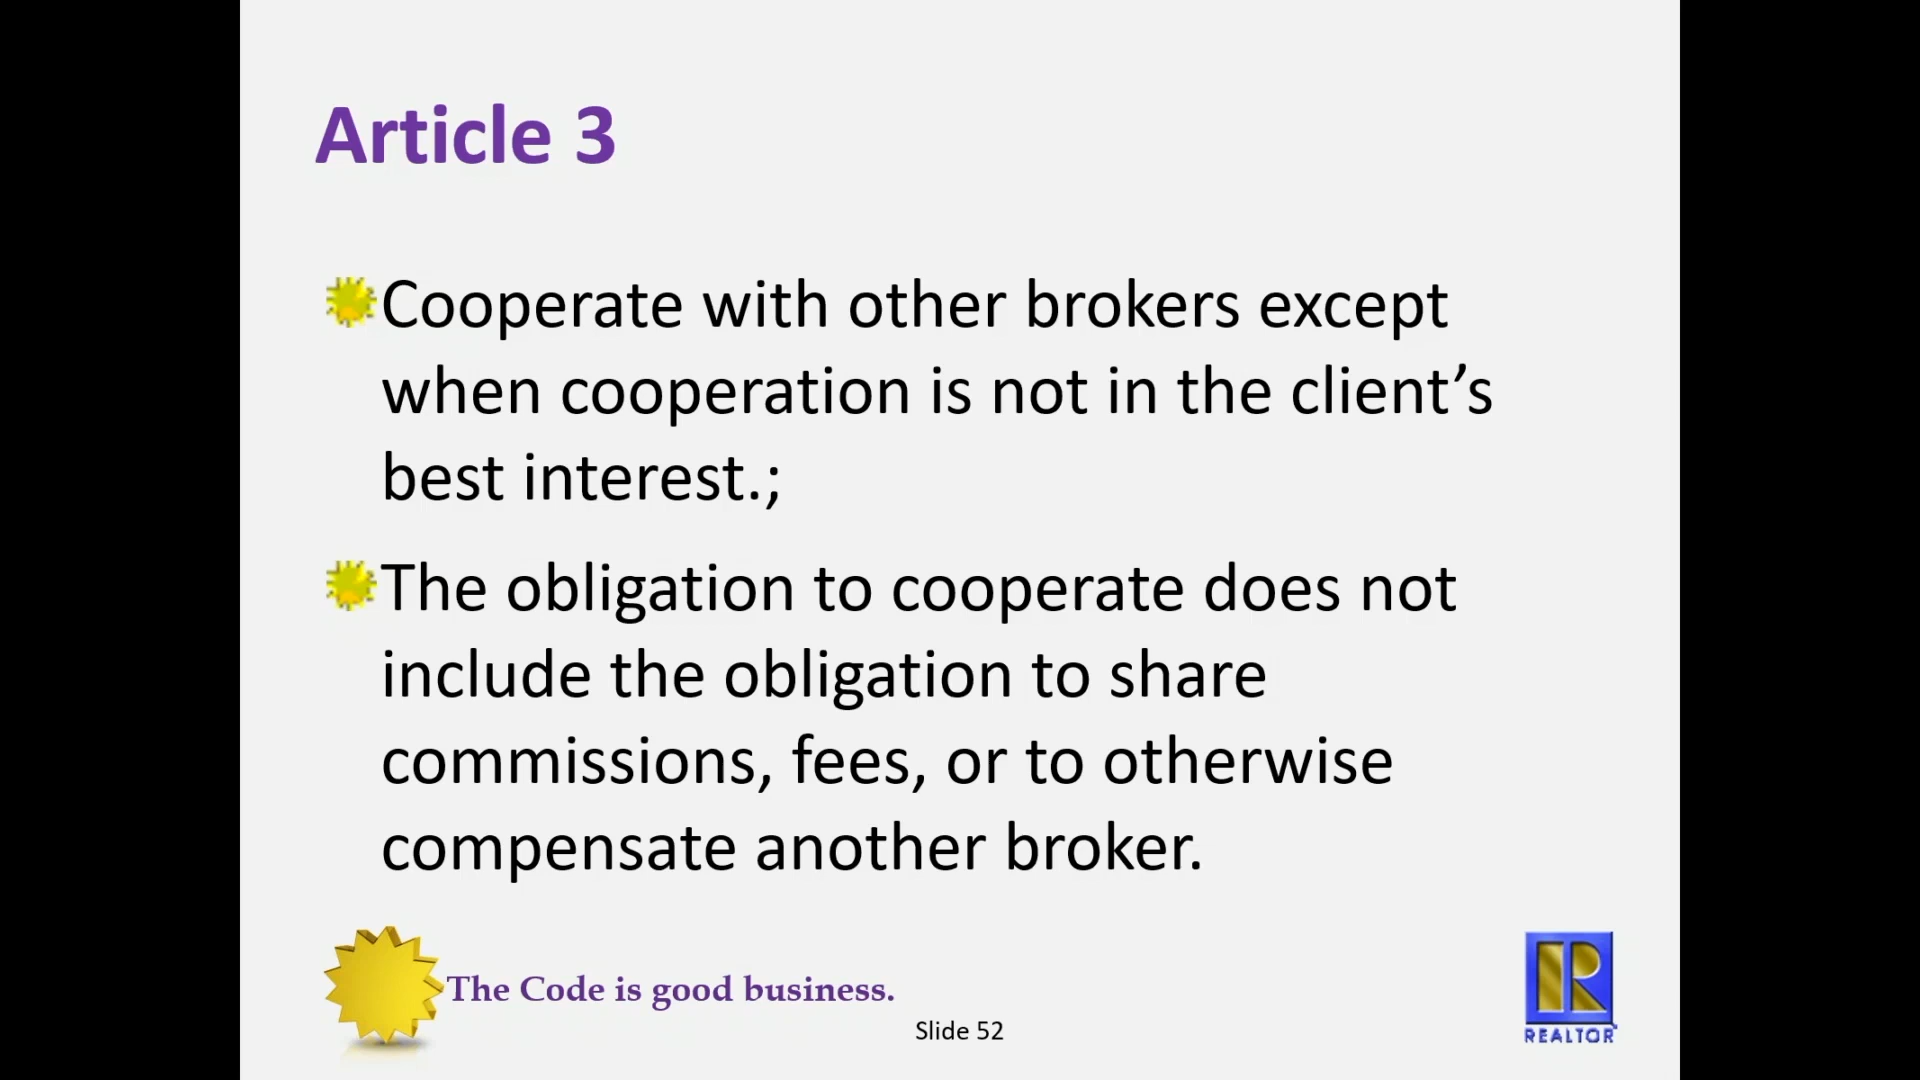 Article 3
Cooperate with other brokers except
when cooperation is not in the client’s
best interest.;
The obligation to cooperate does not
include the obligation to share
commissions, fees, or to otherwise
compensate another broker.
The Code is good business.
Slide 52
R
REALTOR